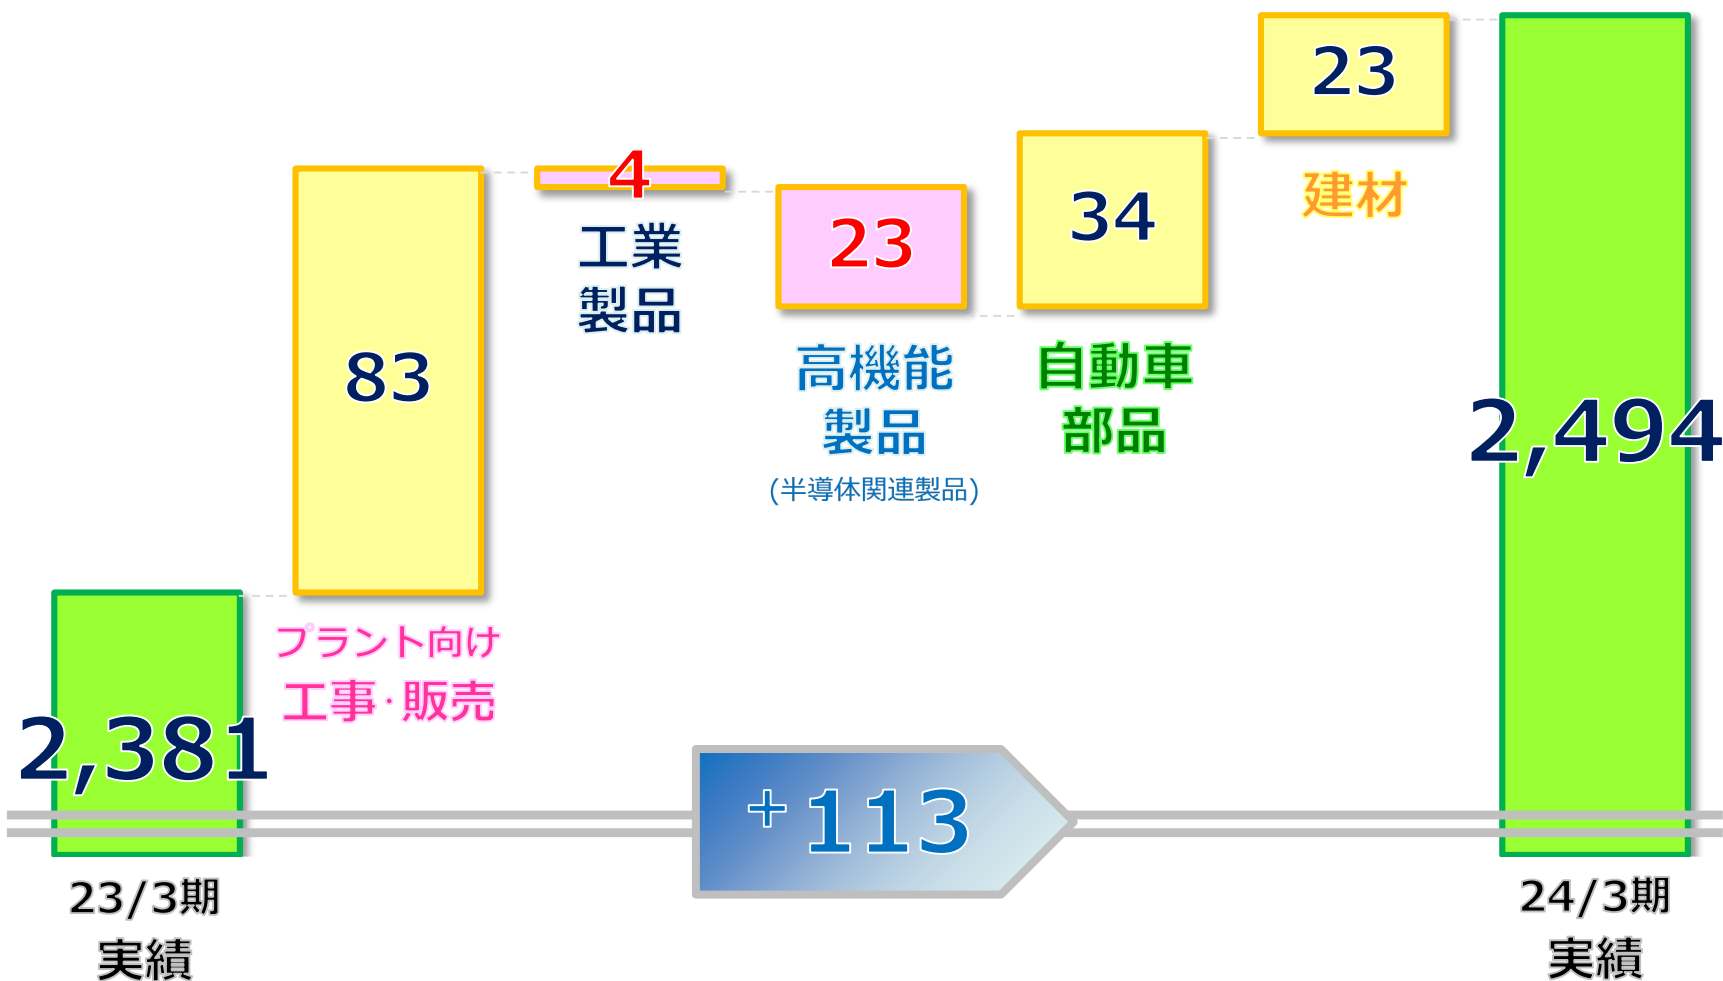 2,381
23/3期
実績
83
プラント向け
工事・販売
4
工業
製品
23
高機能
製品
(半導体関連製品)
34
自動車
部品
23
建材
2,494
24/3期
実績
+113